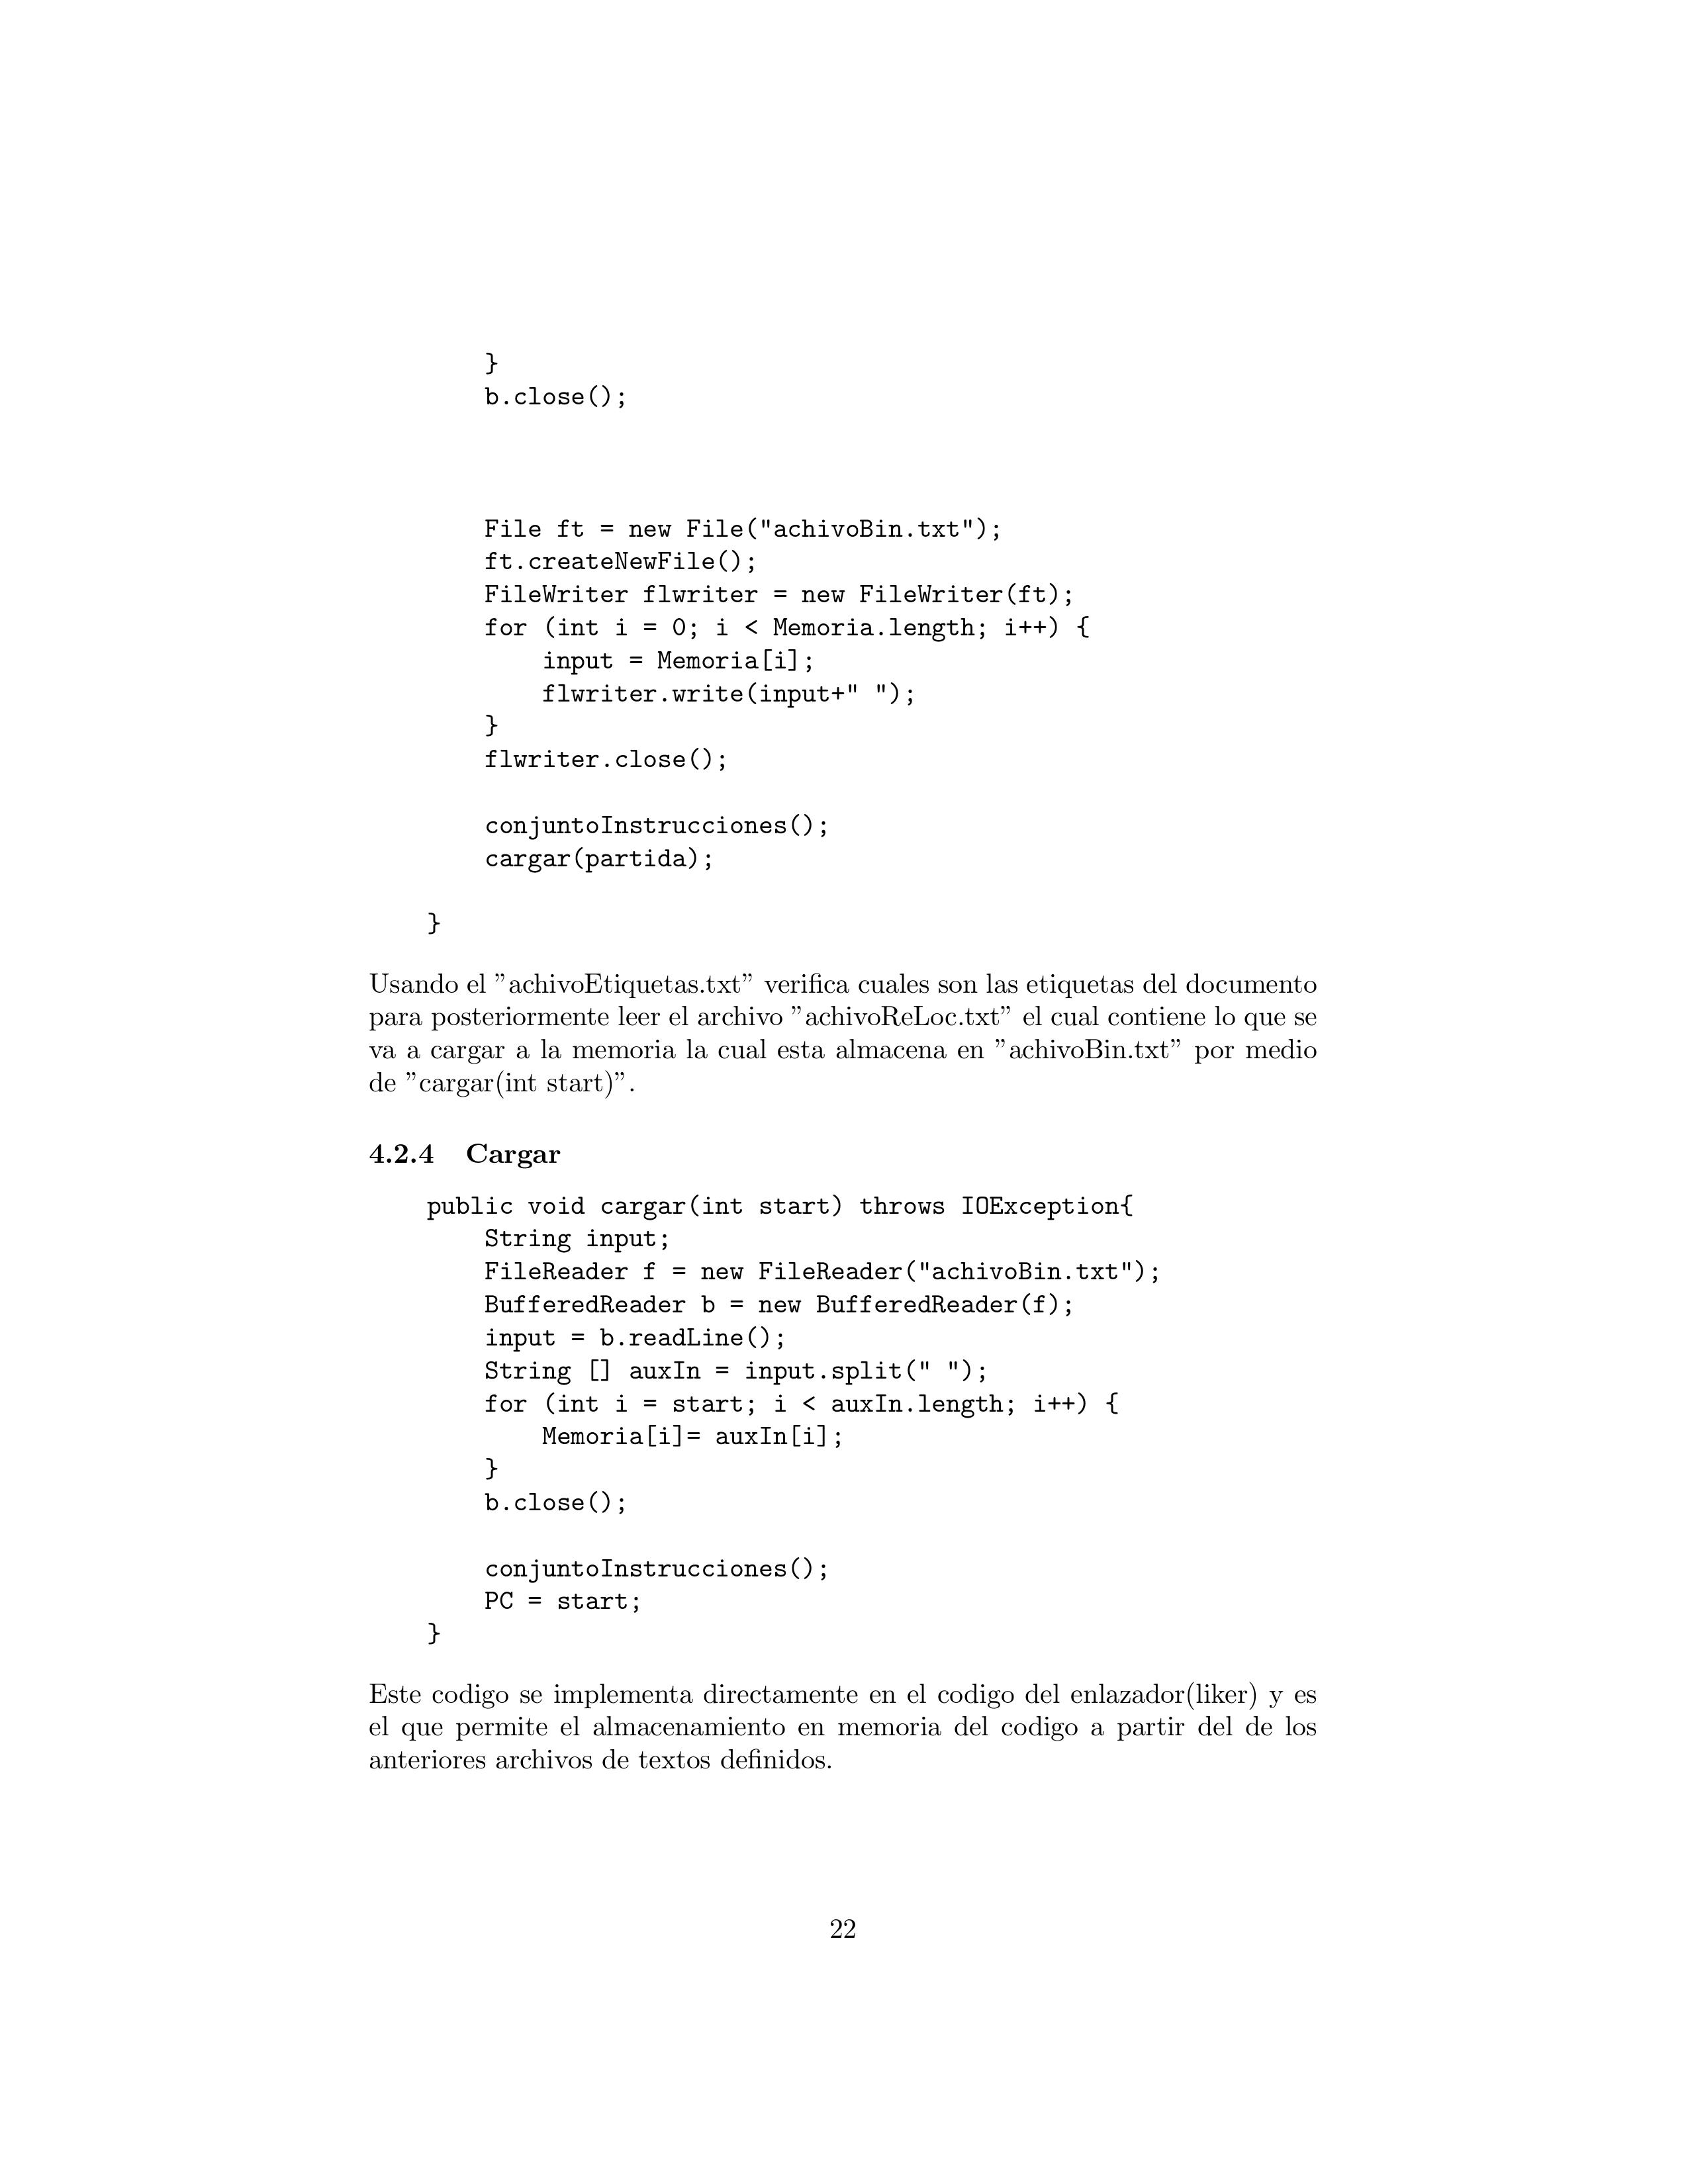 }
b.close();
File ft = new File("achivoBin.txt");
ft.createNewFile();
FileWriter flwriter = new FileWriter(ft);
for (int i = 0; i < Memoria.length; i++) {
input = Memoria[i];
flwriter.write(input+" ");
}
flwriter.close();
conjuntoInstrucciones();
cargar(partida);
}
Usando el ”achivoEtiquetas.txt” verifica cuales son las etiquetas del documento
para posteriormente leer el archivo ”achivoReLoc.txt” el cual contiene lo que se
va a cargar a la memoria la cual esta almacena en ”achivoBin.txt” por medio
de ”cargar(int start)”.
4.2.4 Cargar
public void cargar(int start) throws IOException{
String input;
FileReader f = new FileReader("achivoBin.txt");
BufferedReader b = new BufferedReader(f);
input = b.readLine();
String [] auxIn = input.split(" ");
for (int i = start; i < auxIn.length; i++) {
Memoria[i]= auxIn[i];
}
b.close();
conjuntoInstrucciones();
PC = start;
}
Este codigo se implementa directamente en el codigo del enlazador(liker) y es
el que permite el almacenamiento en memoria del codigo a partir del de los
anteriores archivos de textos definidos.
22